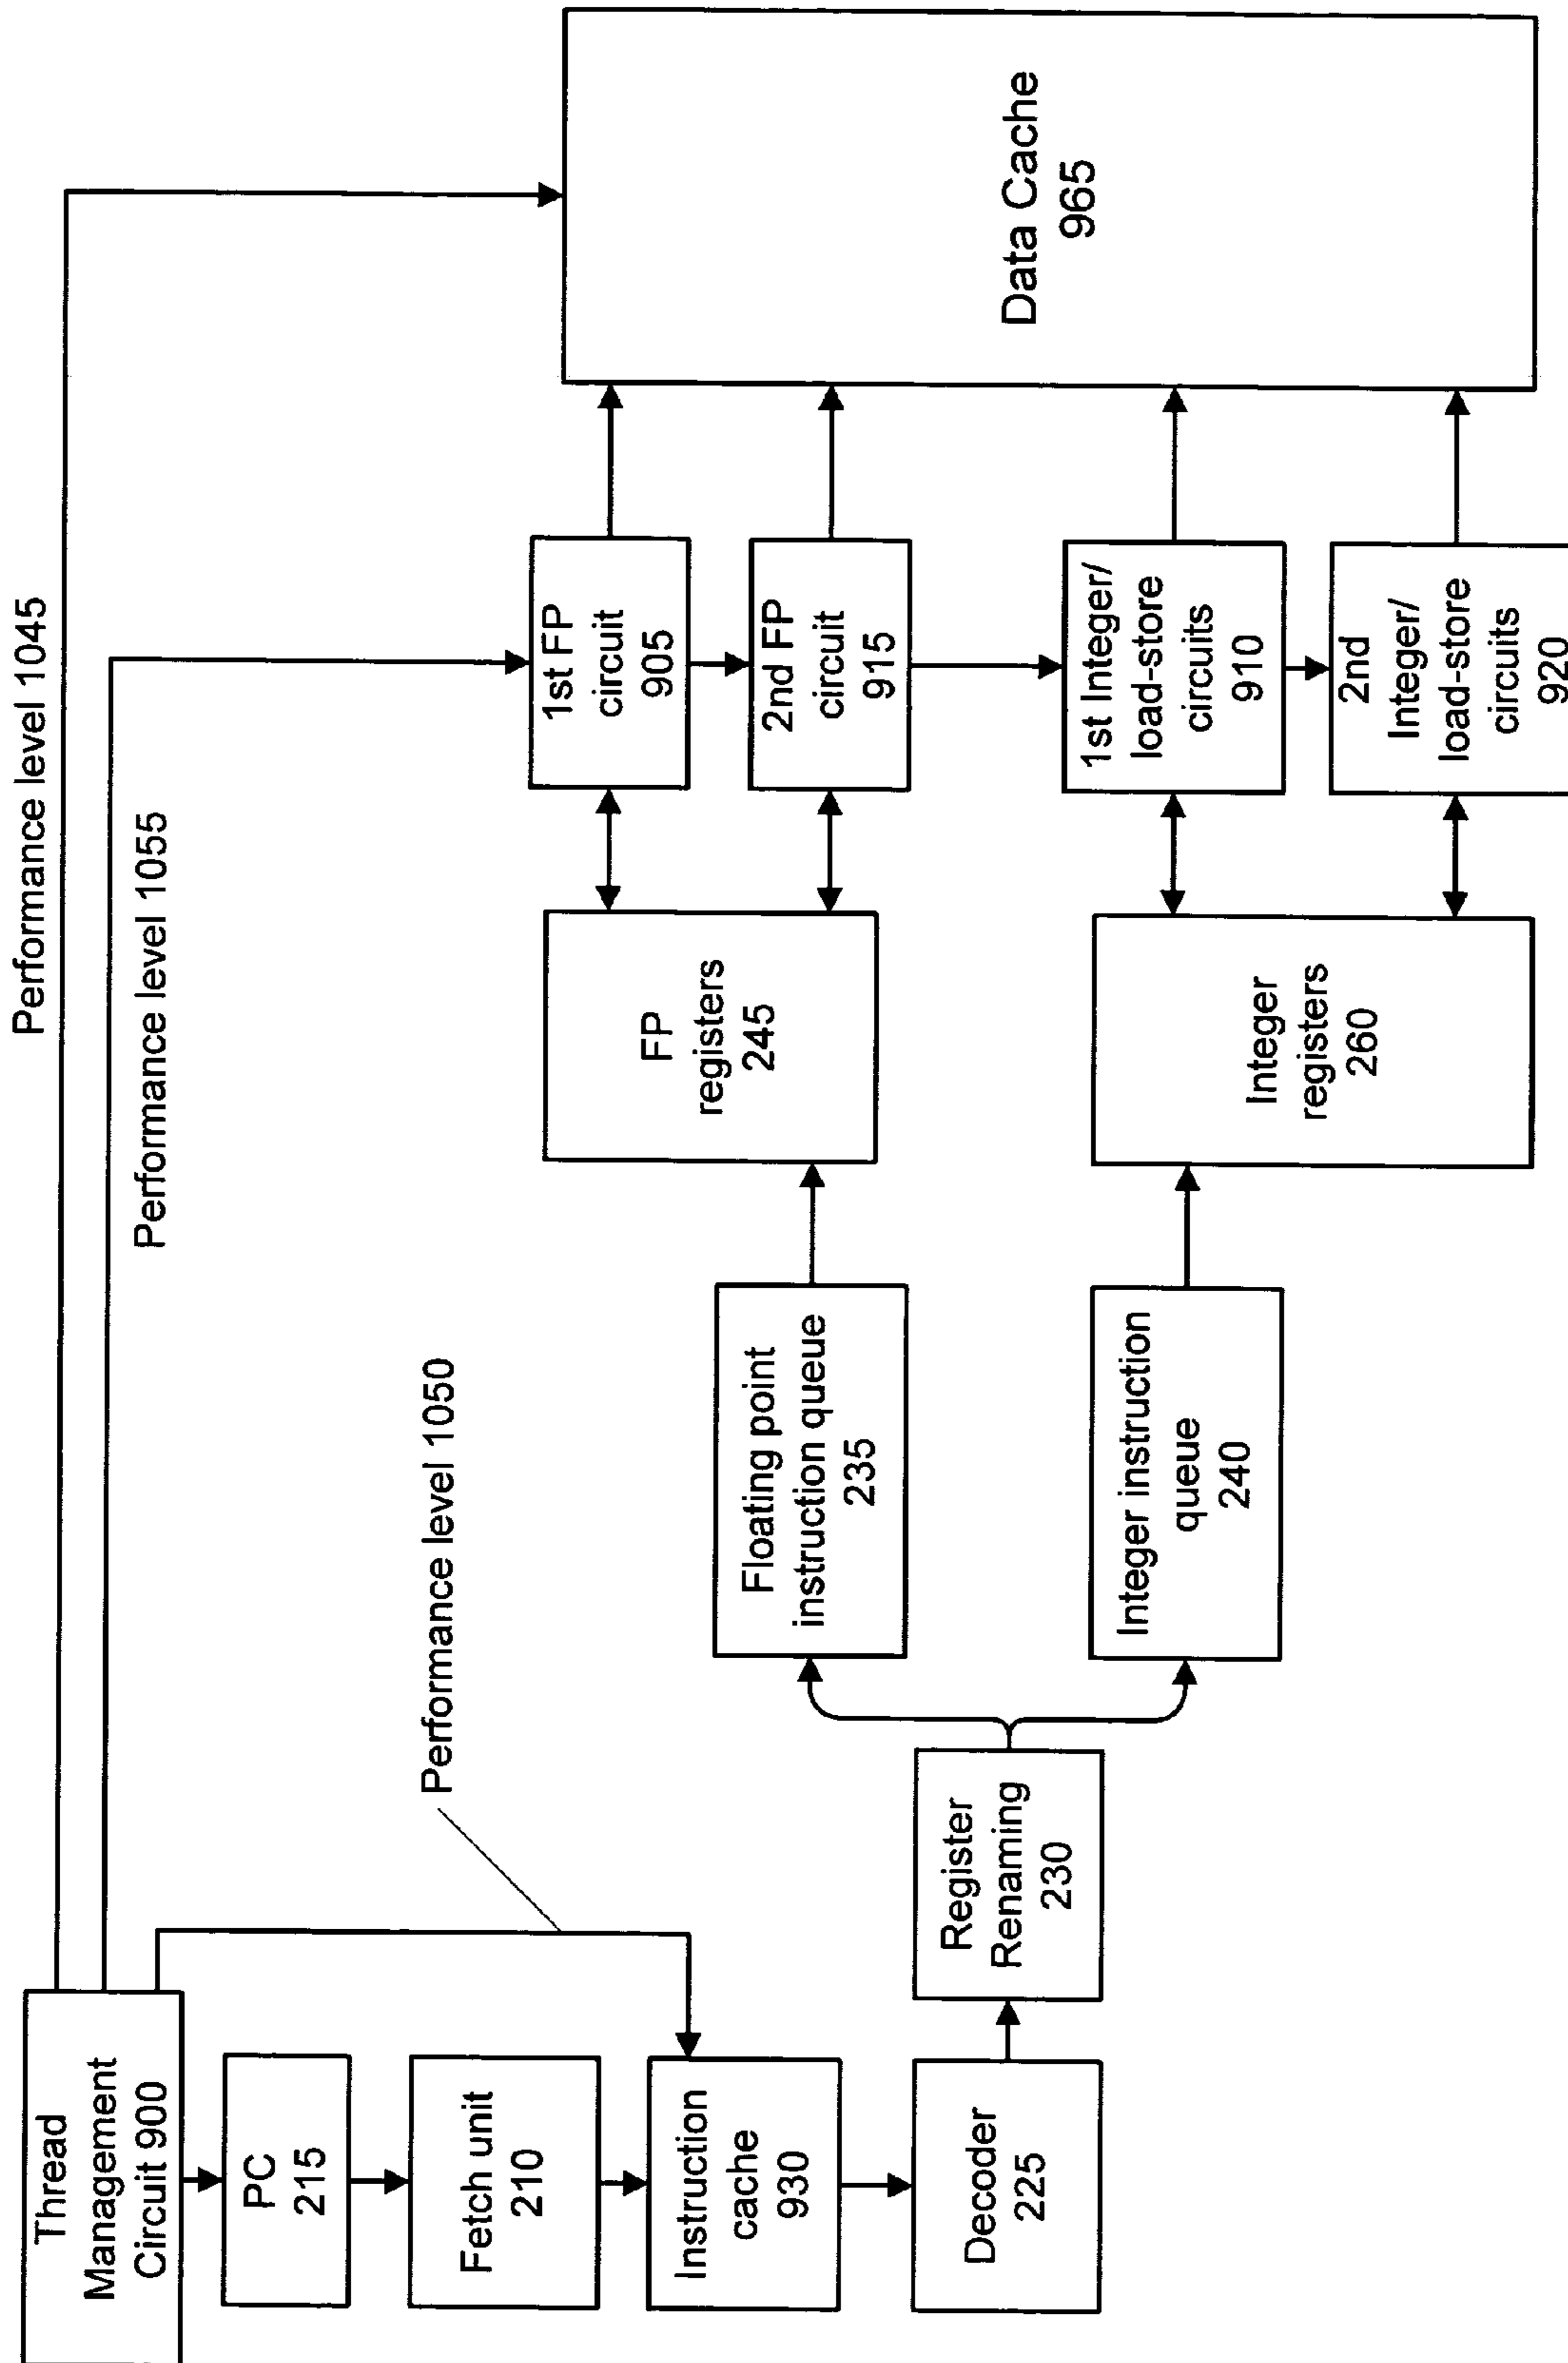 Performance level 1045
Performance level 1055
Performance level 1050
Thread
Management
Circuit 900
PC
215
Fetch unit
210
Instruction
cache
930
Decoder
225
Register
Renaming
230
Floating point
instruction queue
235
Integer instruction
queue
240
FP
registers
245
Integer
registers
260
1st FP
circuit
905
2nd FP
circuit
915
1st Integer/
load-store
circuits
910
2nd
Integer/
load-store
circuits
920
Data Cache
965